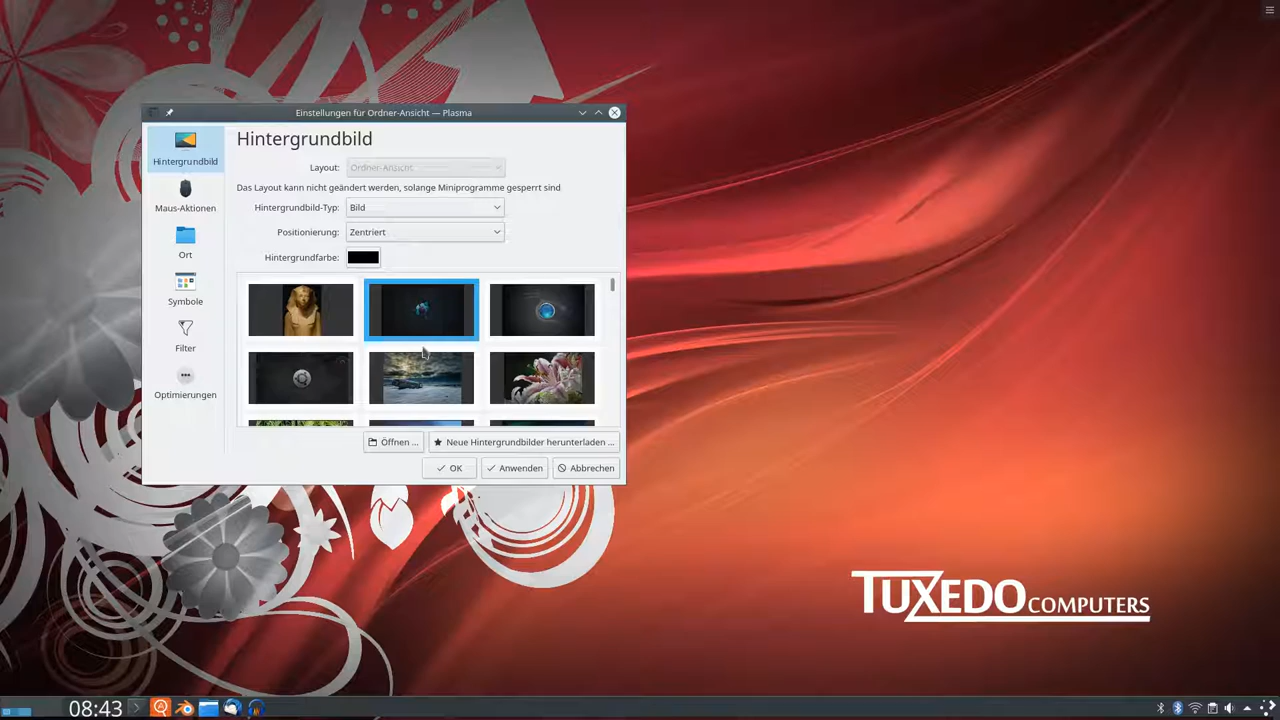 Einstellungen für Ordner-Ansicht — Plasma
Hintergrundbild
Hintergrundbild
Layout: Ordner-Ansicht
Das Layout kann nicht geändert werden, solange Miniprogramme gesperrt sind
Maus-Aktionen
Hintergrundbild-Typ: Bild
Positionierung: Zentriert
Ort
Hintergrundfarbe:
Symbole
Filter
Optimierungen
Öffnen ... Neue Hintergrundbilder herunterladen ...
OK Anwenden Abbrechen
TUXEDO COMPUTERS
08:43